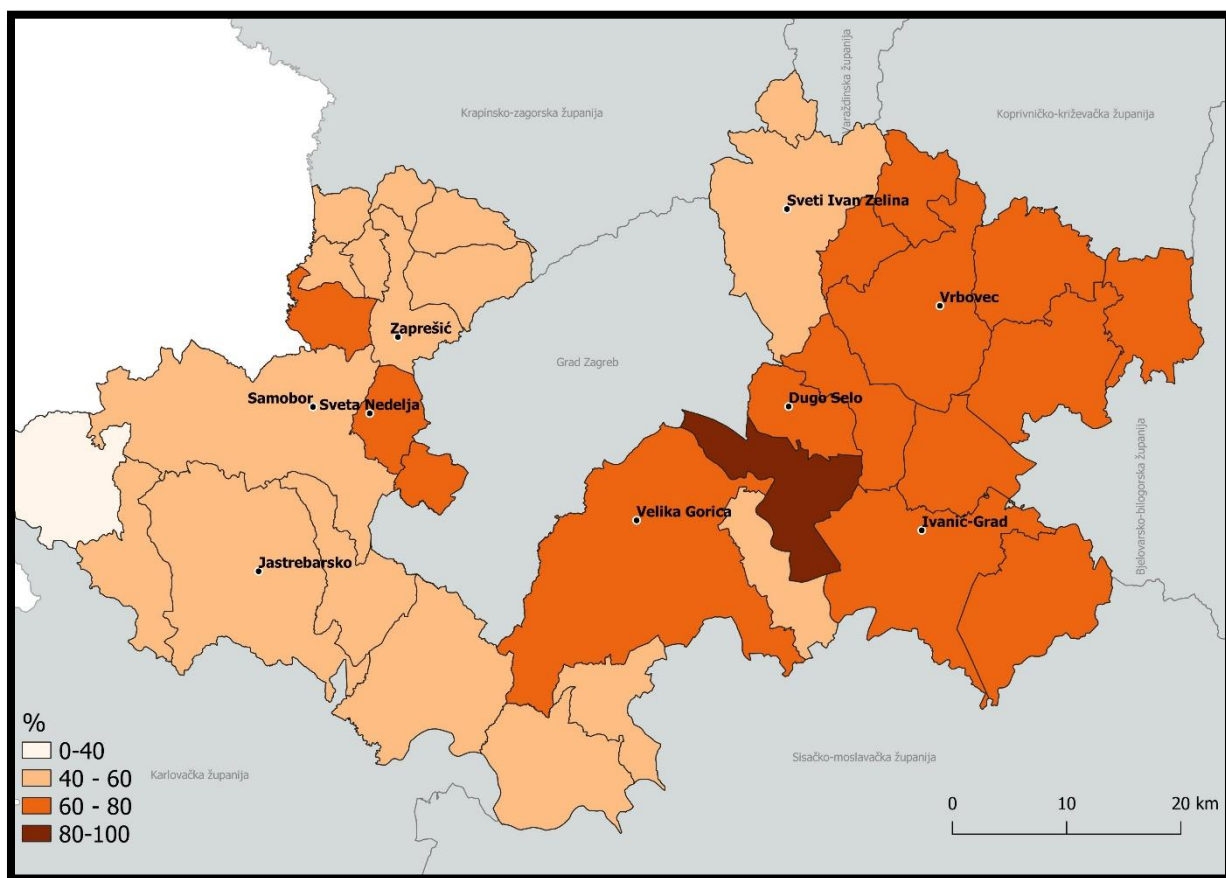 Krapinsko-zagorska županija
Varaždinska županija
Koprivničko-križevačka županija
Sveti Ivan Zelina
Vrbovec
Zaprešić
Grad Zagreb
Samobor
Sveta Nedelja
Dugo Selo
Velika Gorica
Ivanić-Grad
Bjelovarsko-bilogorska županija
Jastrebarsko
Sisačko-moslavačka županija
Karlovačka županija
%
0-40
40 - 60
60 - 80
80-100
0 10 20 km